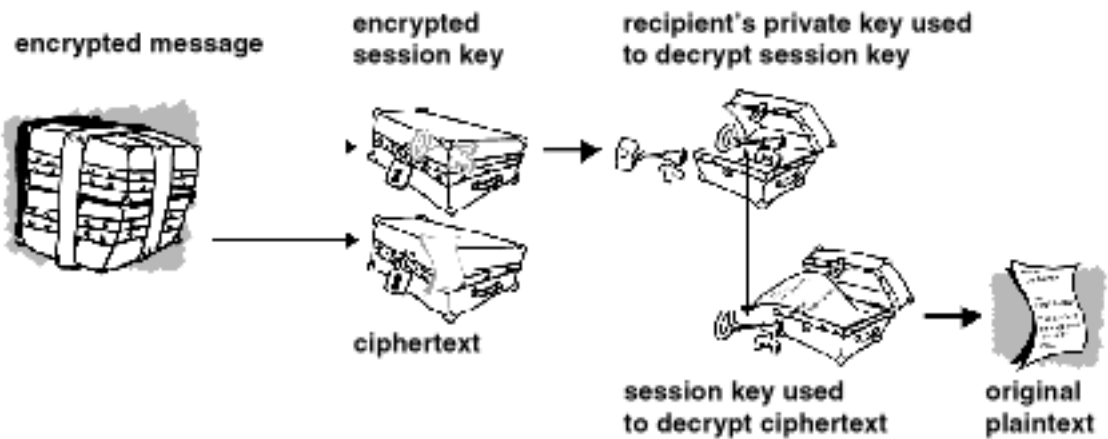 encrypted message
encrypted
session key
recipient's private key used
to decrypt session key
ciphertext
session key used
to decrypt ciphertext
original
plaintext